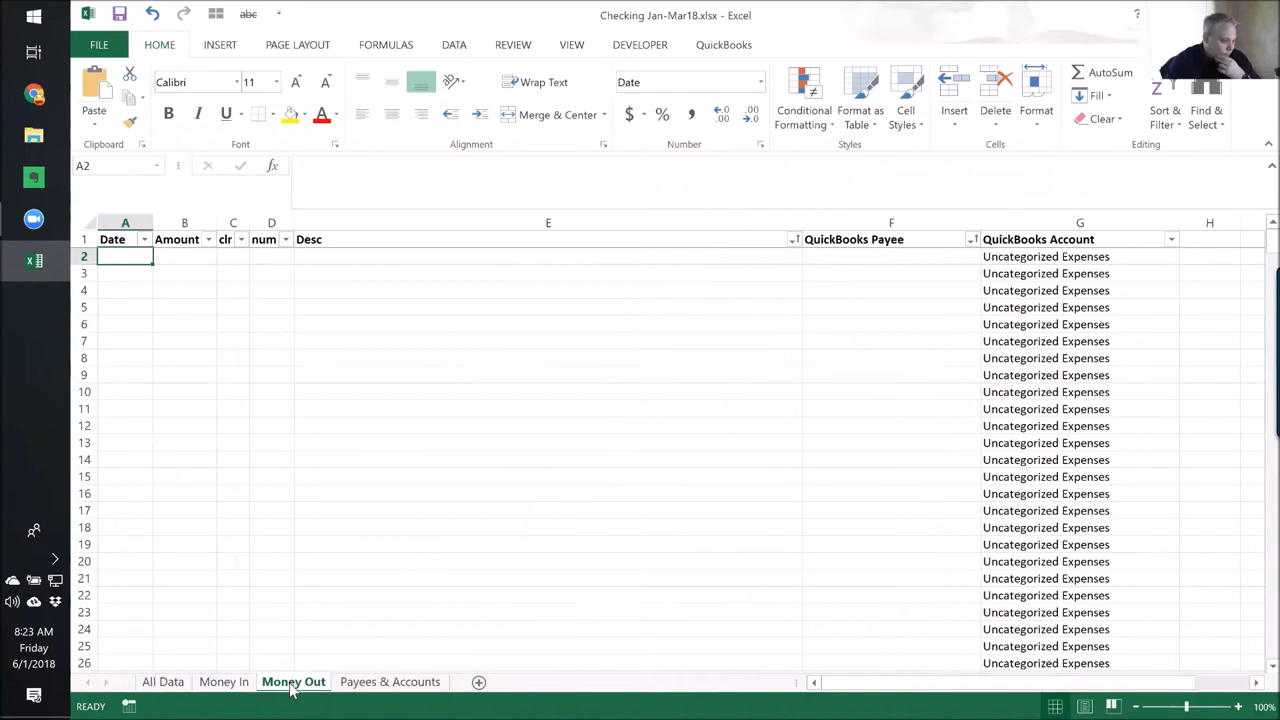 Checking Jan-Mar18.xlsx - Excel
abc
?
FILE HOME INSERT PAGE LAYOUT FORMULAS DATA REVIEW VIEW DEVELOPER QuickBooks
Paste
Calibri 11
B I U A
Wrap Text
Merge & Center
Date
$ % , 
Conditional Formatting
Format as Table
Cell Styles
Insert
Delete
Format
AutoSum
Fill
Clear
Sort & Filter
Find & Select
Clipboard Font Alignment Number Styles Cells Editing
A2 fx
A B C D E F G H
1 Date Amount clr num Desc QuickBooks Payee QuickBooks Account
2 Uncategorized Expenses
3 Uncategorized Expenses
4 Uncategorized Expenses
5 Uncategorized Expenses
6 Uncategorized Expenses
7 Uncategorized Expenses
8 Uncategorized Expenses
9 Uncategorized Expenses
10 Uncategorized Expenses
11 Uncategorized Expenses
12 Uncategorized Expenses
13 Uncategorized Expenses
14 Uncategorized Expenses
15 Uncategorized Expenses
16 Uncategorized Expenses
17 Uncategorized Expenses
18 Uncategorized Expenses
19 Uncategorized Expenses
20 Uncategorized Expenses
21 Uncategorized Expenses
22 Uncategorized Expenses
23 Uncategorized Expenses
24 Uncategorized Expenses
25 Uncategorized Expenses
26 Uncategorized Expenses
All Data Money In Money Out Payees & Accounts
READY 100%
8:23 AM
Friday
6/1/2018